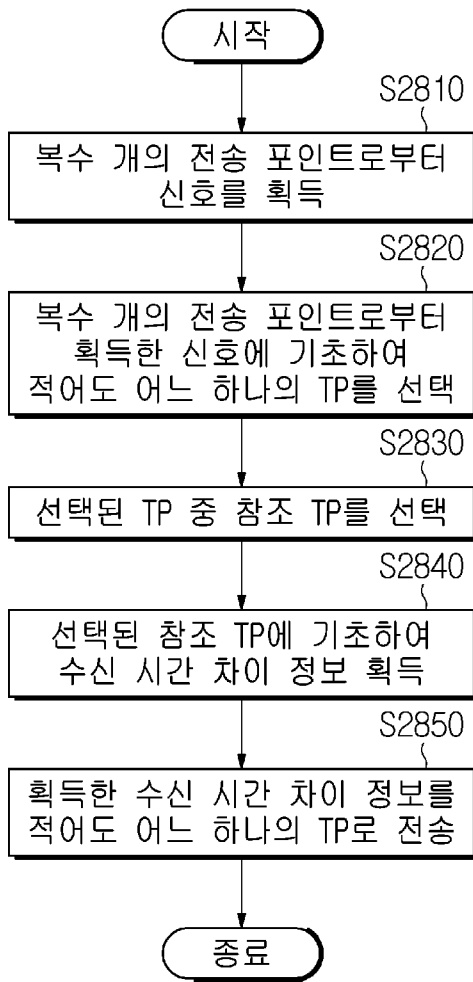 시작
S2810
복수 개의 전송 포인트로부터
신호를 획득
S2820
복수 개의 전송 포인트로부터
획득한 신호에 기초하여
적어도 어느 하나의 TP를 선택
S2830
선택된 TP 중 참조 TP를 선택
S2840
선택된 참조 TP에 기초하여
수신 시간 차이 정보 획득
S2850
획득한 수신 시간 차이 정보를
적어도 어느 하나의 TP로 전송
종료